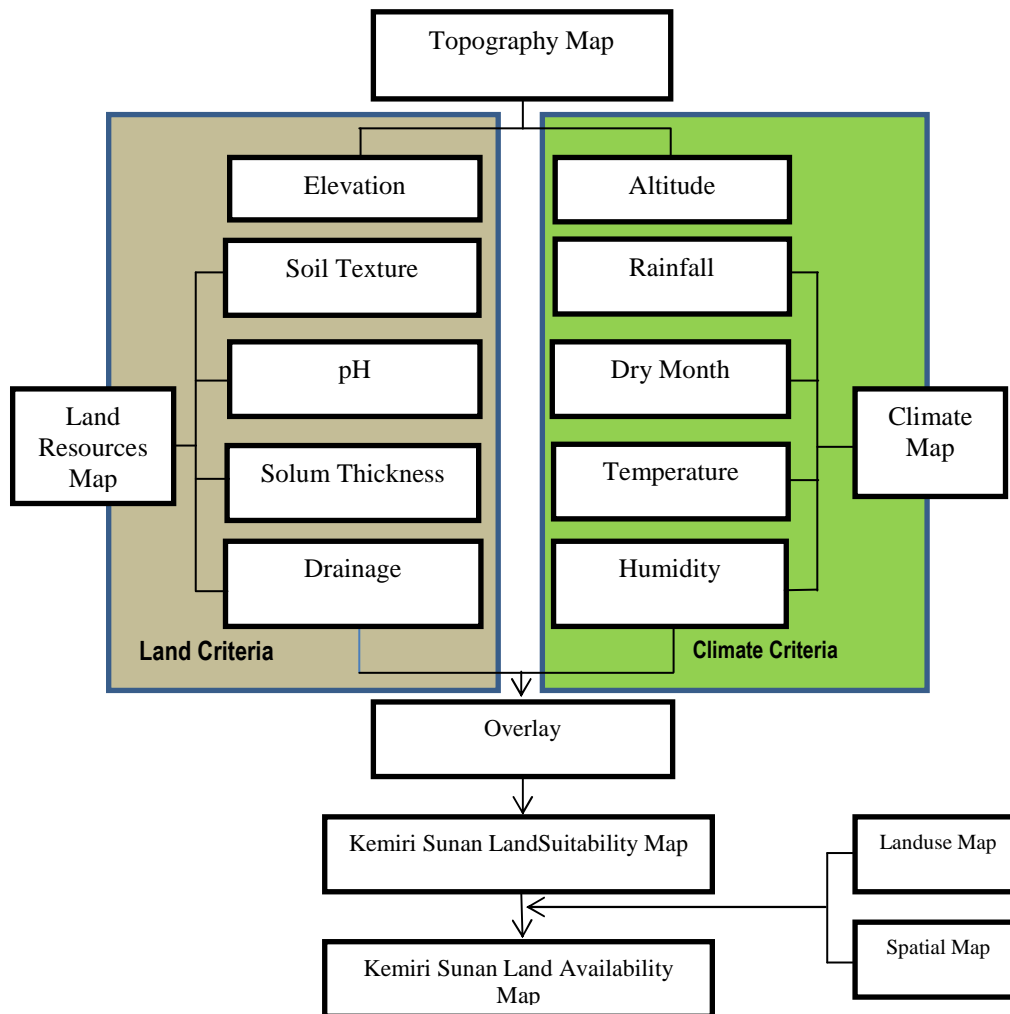 Topography Map
Elevation
Altitude
Soil Texture
Rainfall
pH
Dry Month
Land
Resources
Map
Climate
Map
Solum Thickness
Temperature
Drainage
Humidity
Land Criteria
Climate Criteria
Overlay
Kemiri Sunan LandSuitability Map
Landuse Map
Spatial Map
Kemiri Sunan Land Availability
Map